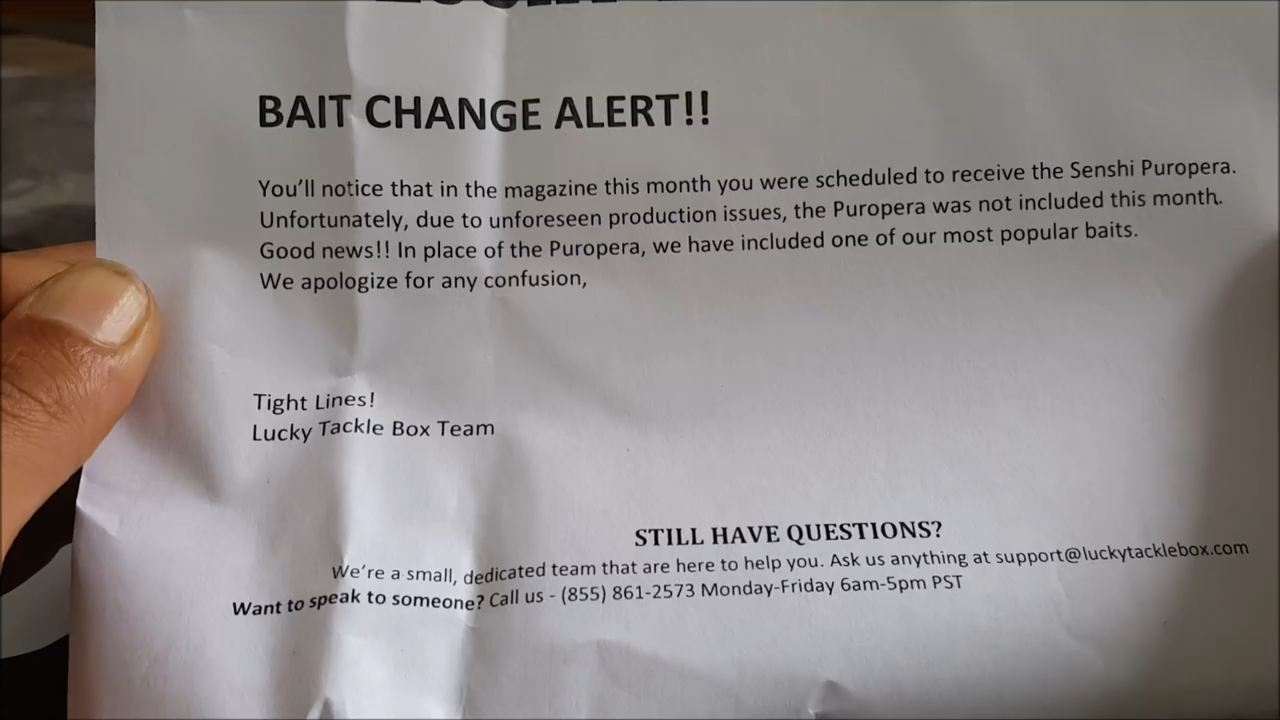 BAIT CHANGE ALERT!!
You'll notice that in the magazine this month you were scheduled to receive the Senshi Puropera.
Unfortunately, due to unforeseen production issues, the Puropera was not included this month.
Good news!! In place of the Puropera, we have included one of our most popular baits.
We apologize for any confusion,
Tight Lines!
Lucky Tackle Box Team
STILL HAVE QUESTIONS?
We're a small, dedicated team that are here to help you. Ask us anything at support@luckytacklebox.com
Want to speak to someone? Call us - (855) 861-2573 Monday-Friday 6am-5pm PST